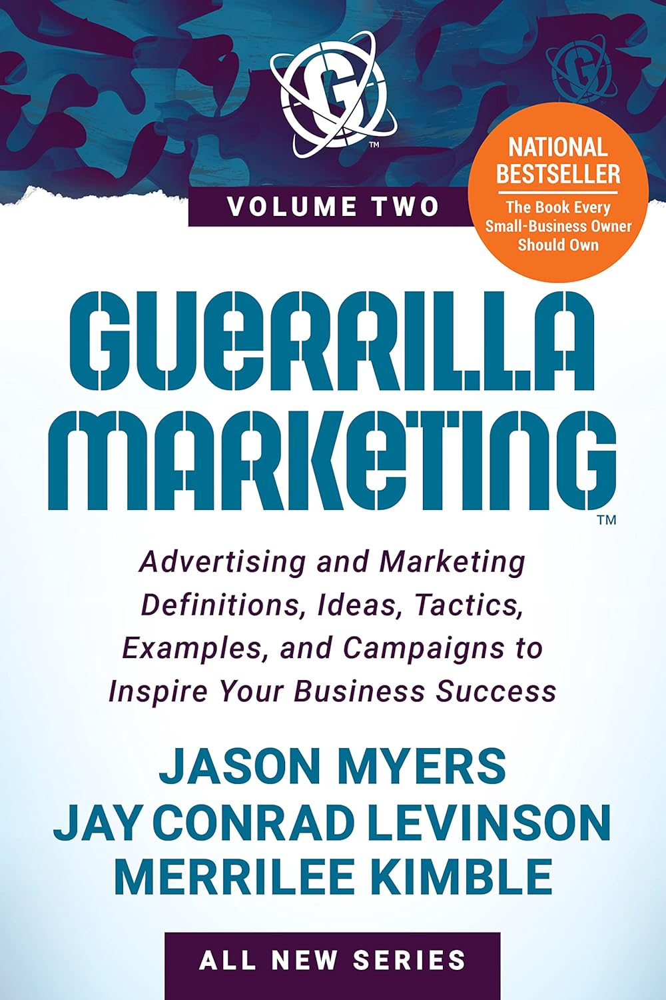 G
TM
VOLUME TWO
NATIONAL
BESTSELLER
The Book Every
Small-Business Owner
Should Own
GUERRILLA
MARKETING
TM
Advertising and Marketing
Definitions, Ideas, Tactics,
Examples, and Campaigns to
Inspire Your Business Success
JASON MYERS
JAY CONRAD LEVINSON
MERRILEE KIMBLE
ALL NEW SERIES